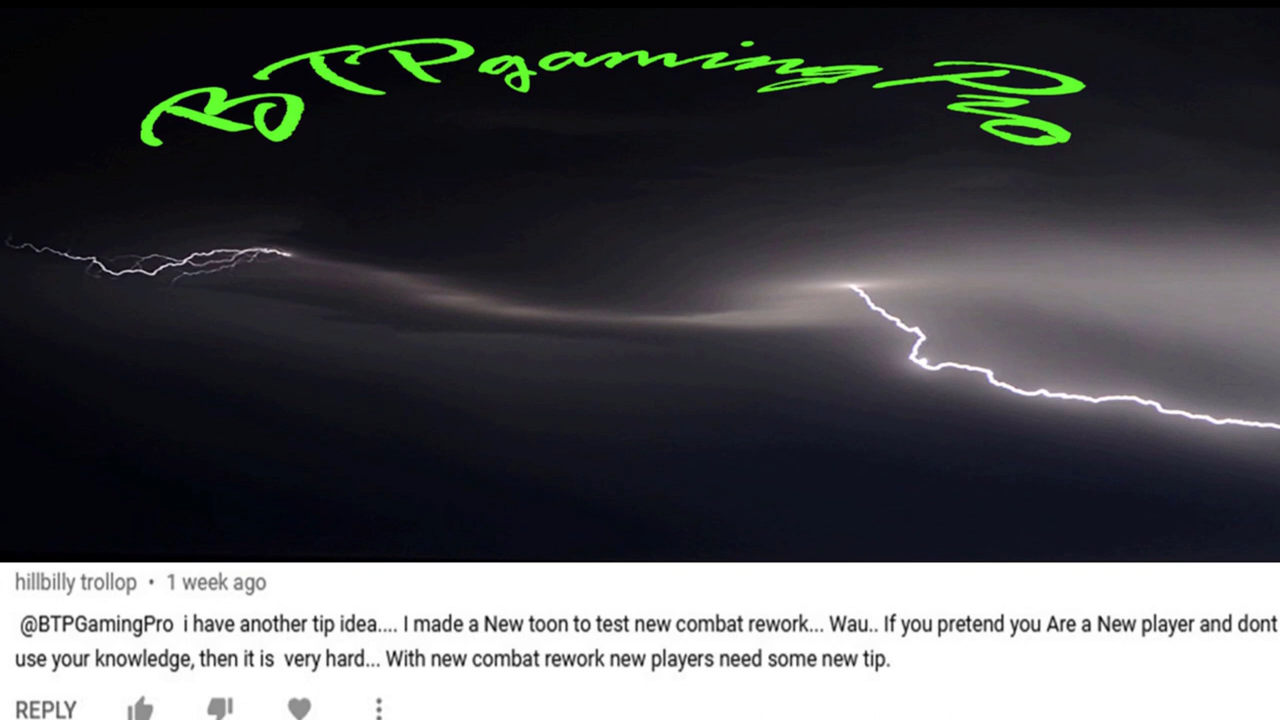 BTPgaming Pro
hillbilly trollop • 1 week ago
@BTPGamingPro i have another tip idea.... I made a New toon to test new combat rework... Wau.. If you pretend you Are a New player and dont
use your knowledge, then it is very hard... With new combat rework new players need some new tip.
REPLY